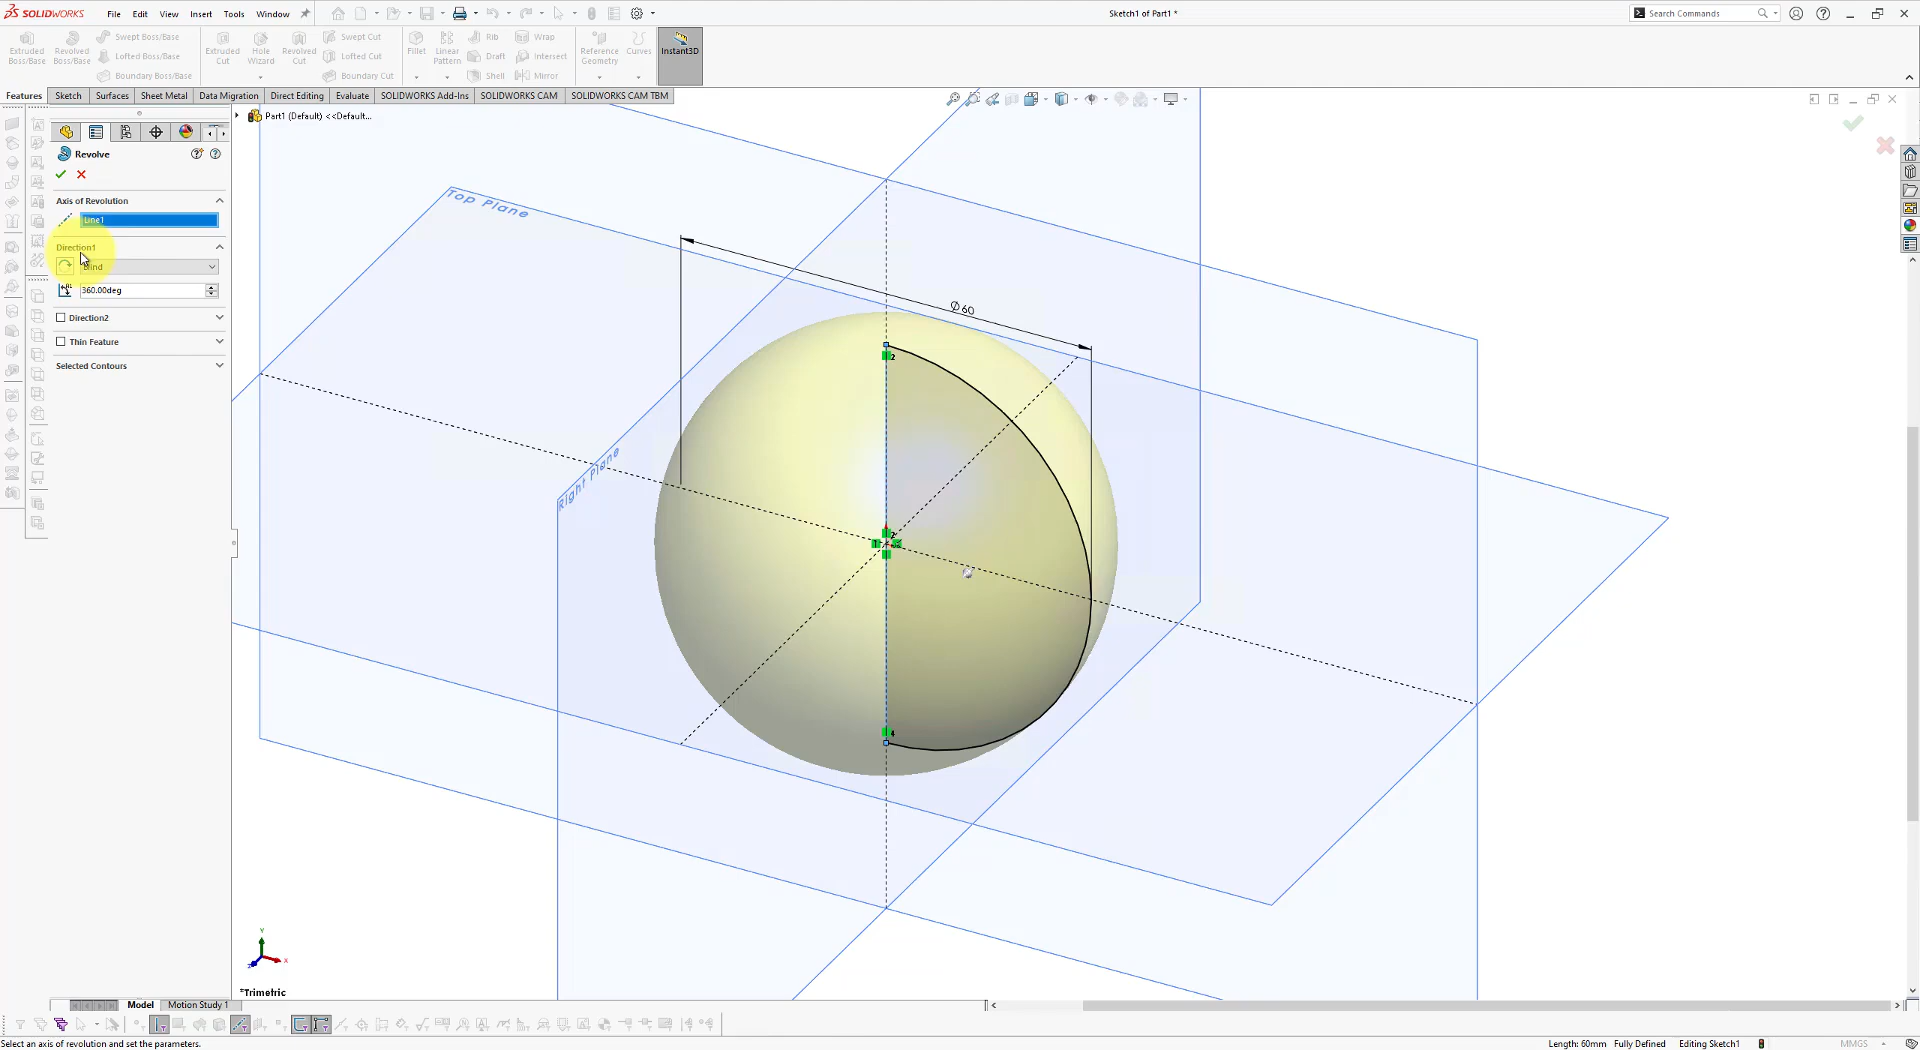 SOLIDWORKS File Edit View Insert Tools Window Sketch1 of Part1 * Search Commands
Extruded Boss/Base Revolved Boss/Base Swept Boss/Base Lofted Boss/Base Boundary Boss/Base Extruded Cut Hole Wizard Revolved Cut Swept Cut Lofted Cut Boundary Cut Fillet Linear Pattern Rib Draft Shell Wrap Intersect Mirror Reference Geometry Curves Instant3D
Features Sketch Surfaces Sheet Metal Data Migration Direct Editing Evaluate SOLIDWORKS Add-Ins SOLIDWORKS CAM SOLIDWORKS CAM TBM
Part1 (Default) <<Default...
Revolve
Axis of Revolution
Line1
Direction1
Blind
360.00deg
Direction2
Thin Feature
Selected Contours
Top Plane
Right Plane
Ø60
2
2
1
4
Y
X
Z
*Trimetric
Model Motion Study 1
Select an axis of revolution and set the parameters. Length: 60mm Fully Defined Editing Sketch1 MMGS